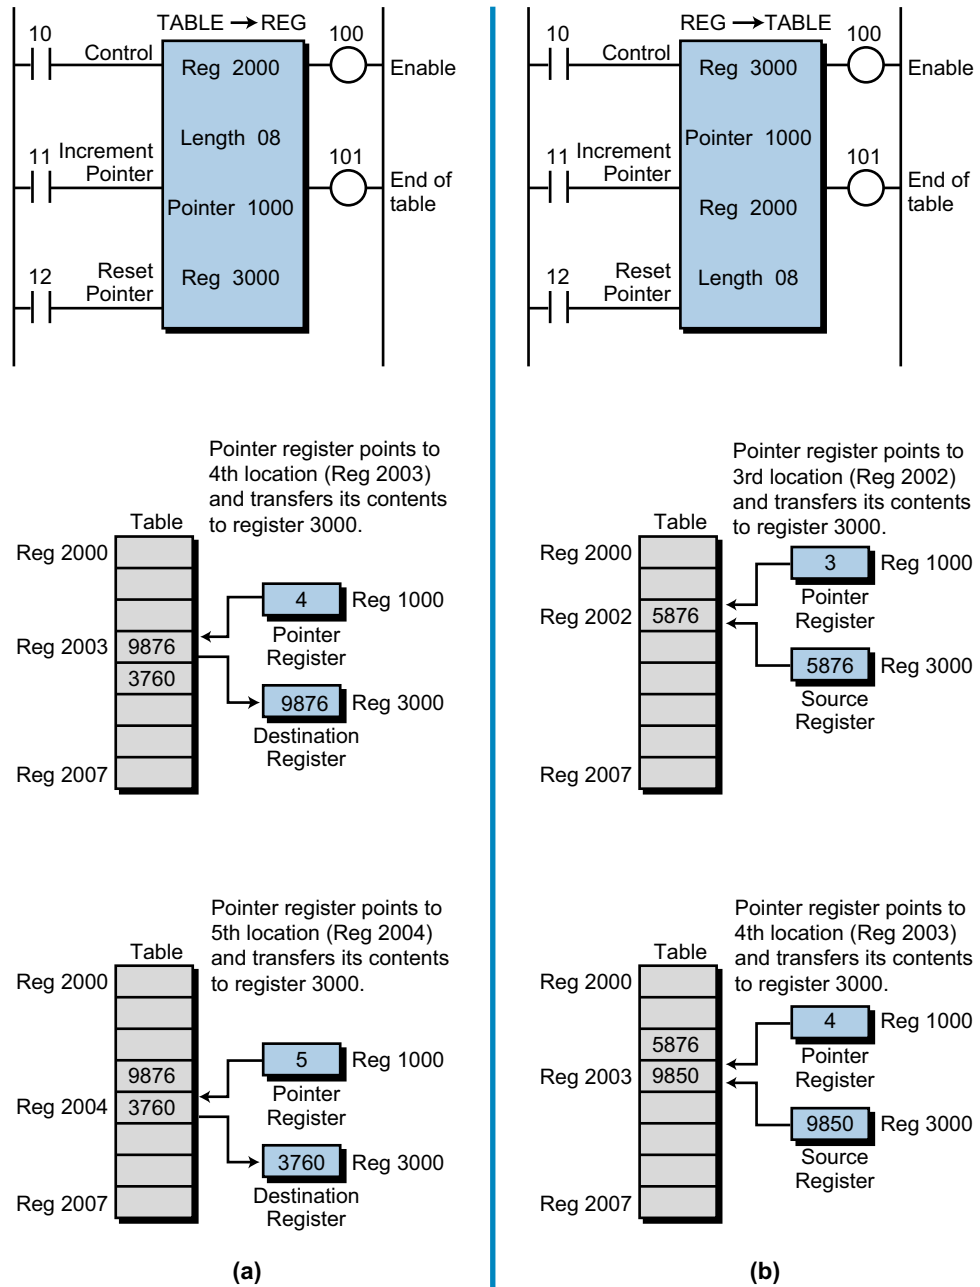 TABLE → REG
10
Control
Reg 2000
100
Enable
Length 08
11
Increment
Pointer
101
End of
table
Pointer 1000
12
Reset
Pointer
Reg 3000
Pointer register points to
4th location (Reg 2003)
and transfers its contents
to register 3000.
Table
Reg 2000
4
Reg 1000
Pointer
Register
Reg 2003
9876
3760
9876
Reg 3000
Destination
Register
Reg 2007
Pointer register points to
5th location (Reg 2004)
and transfers its contents
to register 3000.
Table
Reg 2000
5
Reg 1000
Pointer
Register
9876
Reg 2004
3760
3760
Reg 3000
Destination
Register
Reg 2007
(a)
REG → TABLE
10
Control
Reg 3000
100
Enable
Pointer 1000
11
Increment
Pointer
101
End of
table
Reg 2000
12
Reset
Pointer
Length 08
Pointer register points to
3rd location (Reg 2002)
and transfers its contents
to register 3000.
Table
Reg 2000
3
Reg 1000
Pointer
Register
Reg 2002
5876
5876
Reg 3000
Source
Register
Reg 2007
Pointer register points to
4th location (Reg 2003)
and transfers its contents
to register 3000.
Table
Reg 2000
4
Reg 1000
Pointer
Register
5876
Reg 2003
9850
9850
Reg 3000
Source
Register
Reg 2007
(b)